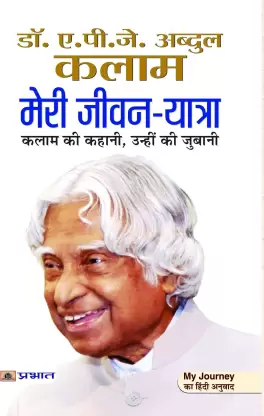 डॉ. ए.पी.जे. अब्दुल
कलाम
मेरी जीवन-यात्रा
कलाम की कहानी, उन्हीं की जुबानी
My Journey
का हिंदी अनुवाद
प्रभात